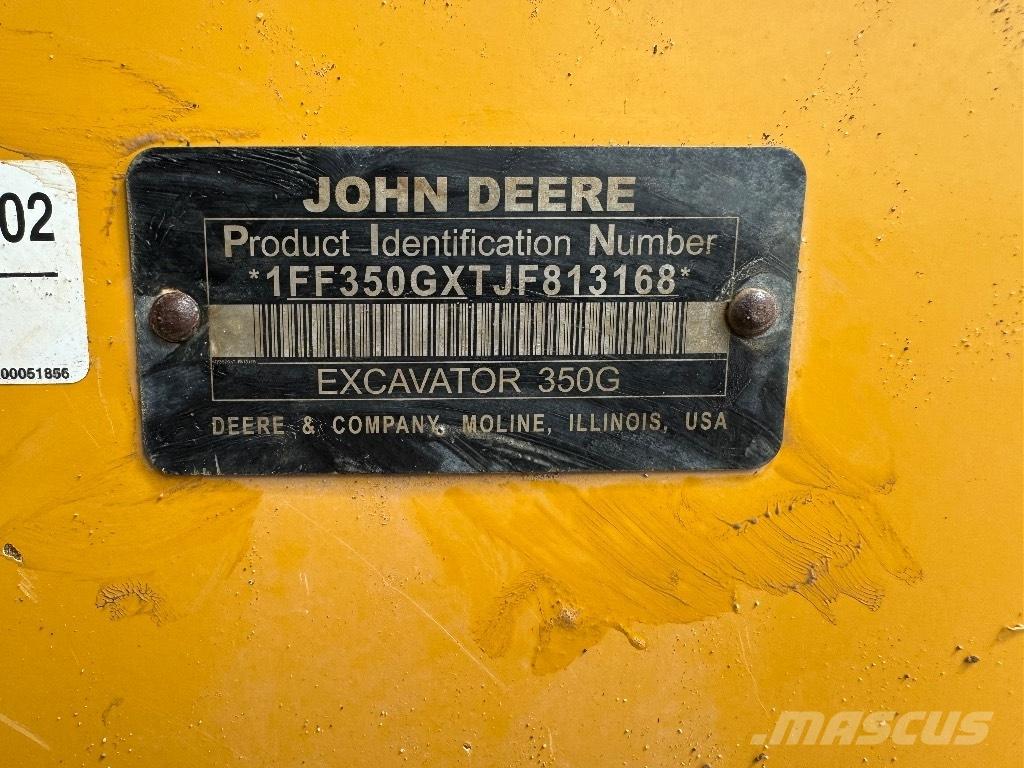 02
00051856
JOHN DEERE
Product Identification Number
*1FF350GXTJF813168*
EXCAVATOR 350G
DEERE & COMPANY, MOLINE, ILLINOIS, USA
MASCUS